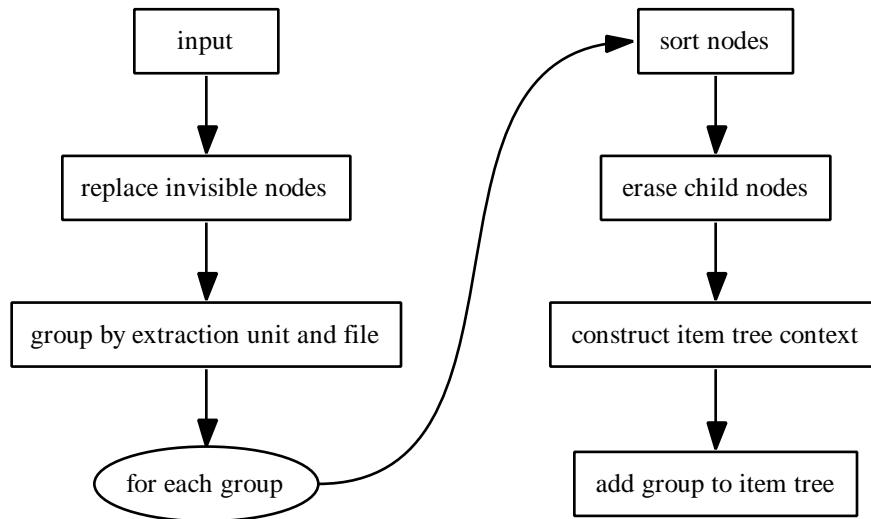 input
replace invisible nodes
group by extraction unit and file
for each group
sort nodes
erase child nodes
construct item tree context
add group to item tree